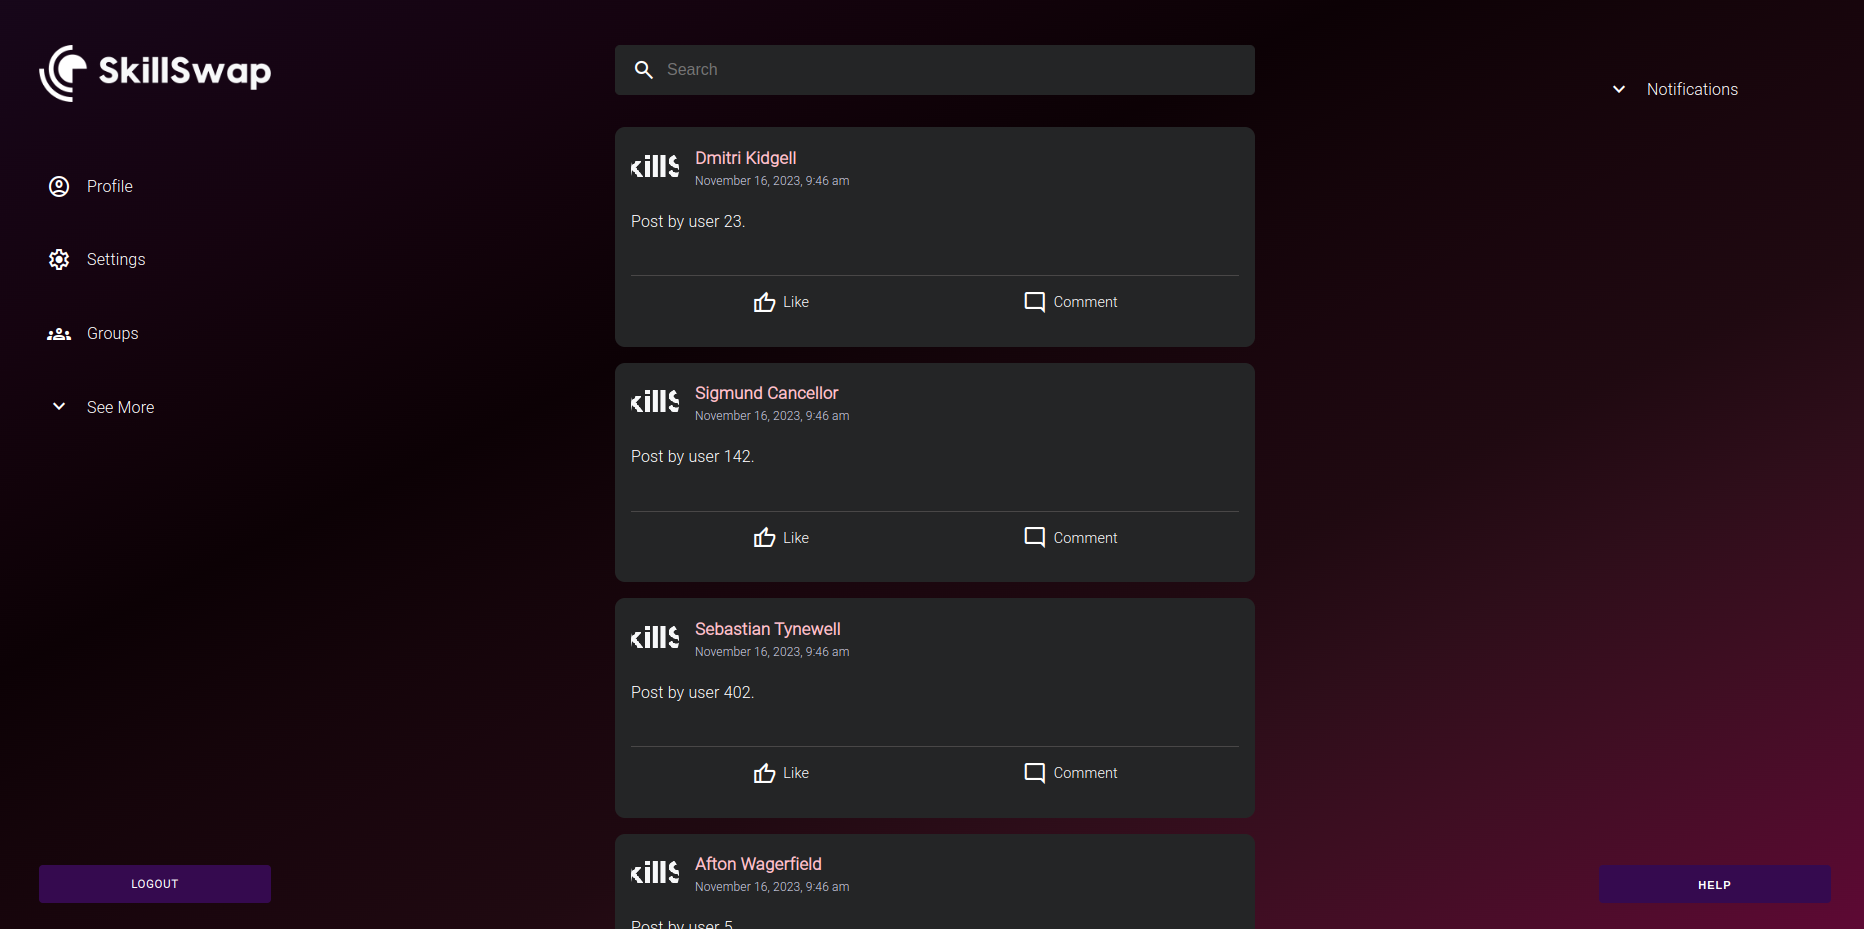 SkillSwap
Search
Notifications
Profile
Settings
Groups
See More
killS
Dmitri Kidgell
November 16, 2023, 9:46 am
Post by user 23.
Like
Comment
killS
Sigmund Cancellor
November 16, 2023, 9:46 am
Post by user 142.
Like
Comment
killS
Sebastian Tynewell
November 16, 2023, 9:46 am
Post by user 402.
Like
Comment
killS
Afton Wagerfield
November 16, 2023, 9:46 am
Post by user 5.
LOGOUT
HELP